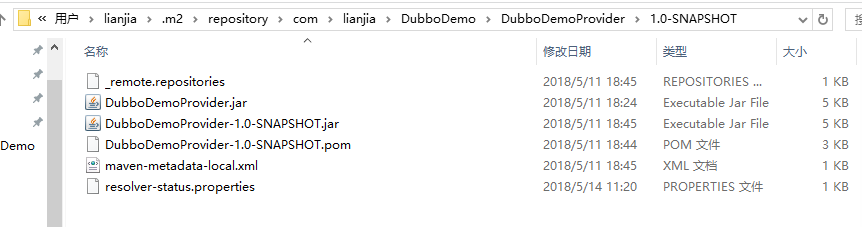 « 用户 › lianjia › .m2 › repository › com › lianjia › DubboDemo › DubboDemoProvider › 1.0-SNAPSHOT
名称 修改日期 类型 大小
_remote.repositories 2018/5/11 18:45 REPOSITORIES ... 1 KB
DubboDemoProvider.jar 2018/5/11 18:24 Executable Jar File 5 KB
DubboDemoProvider-1.0-SNAPSHOT.jar 2018/5/11 18:45 Executable Jar File 5 KB
Demo
DubboDemoProvider-1.0-SNAPSHOT.pom 2018/5/11 18:44 POM 文件 3 KB
maven-metadata-local.xml 2018/5/11 18:45 XML 文档 1 KB
resolver-status.properties 2018/5/14 11:20 PROPERTIES 文件 1 KB